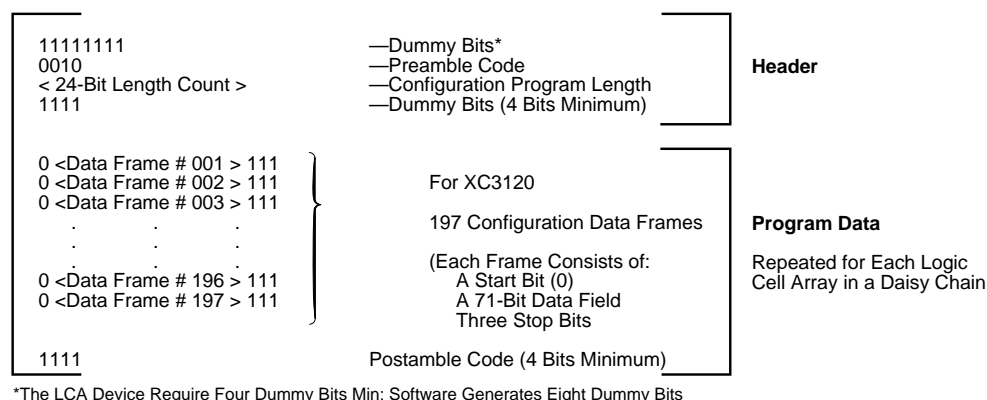 11111111 —Dummy Bits*
0010 —Preamble Code
< 24-Bit Length Count > —Configuration Program Length
1111 —Dummy Bits (4 Bits Minimum)
Header
0 <Data Frame # 001 > 111
0 <Data Frame # 002 > 111
0 <Data Frame # 003 > 111
. . .
. . .
. . .
0 <Data Frame # 196 > 111
0 <Data Frame # 197 > 111
For XC3120
197 Configuration Data Frames
(Each Frame Consists of:
A Start Bit (0)
A 71-Bit Data Field
Three Stop Bits
Program Data
Repeated for Each Logic
Cell Array in a Daisy Chain
1111 Postamble Code (4 Bits Minimum)
*The LCA Device Require Four Dummy Bits Min; Software Generates Eight Dummy Bits